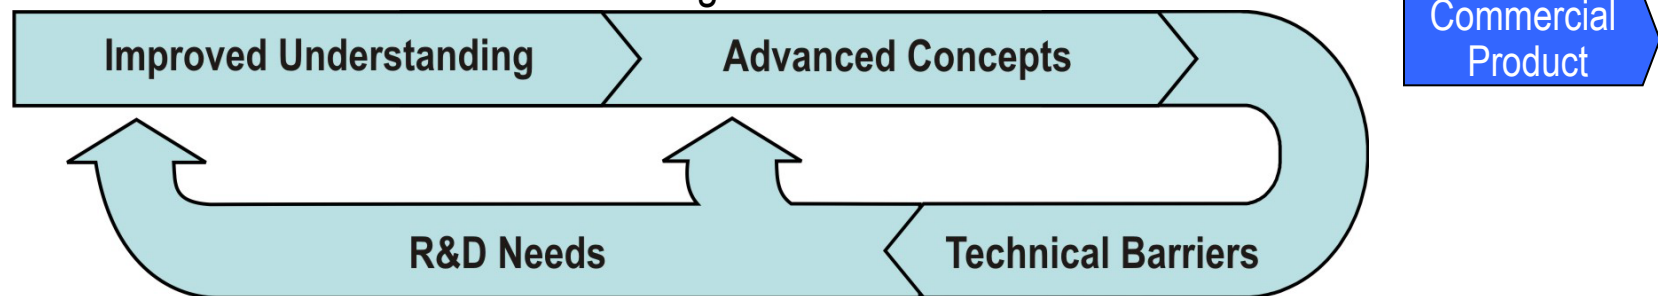 Improved Understanding
Advanced Concepts
Commercial
Product
R&D Needs
Technical Barriers